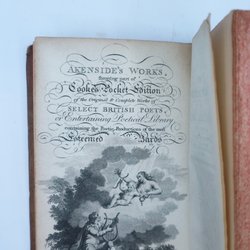 AKENSIDE'S WORKS,
forming part of
Cooke's Pocket Edition
of the Original & Complete Works of
SELECT BRITISH POETS,
or Entertaining Poetical Library
containing the Poetic Productions of the most
Esteemed Bards